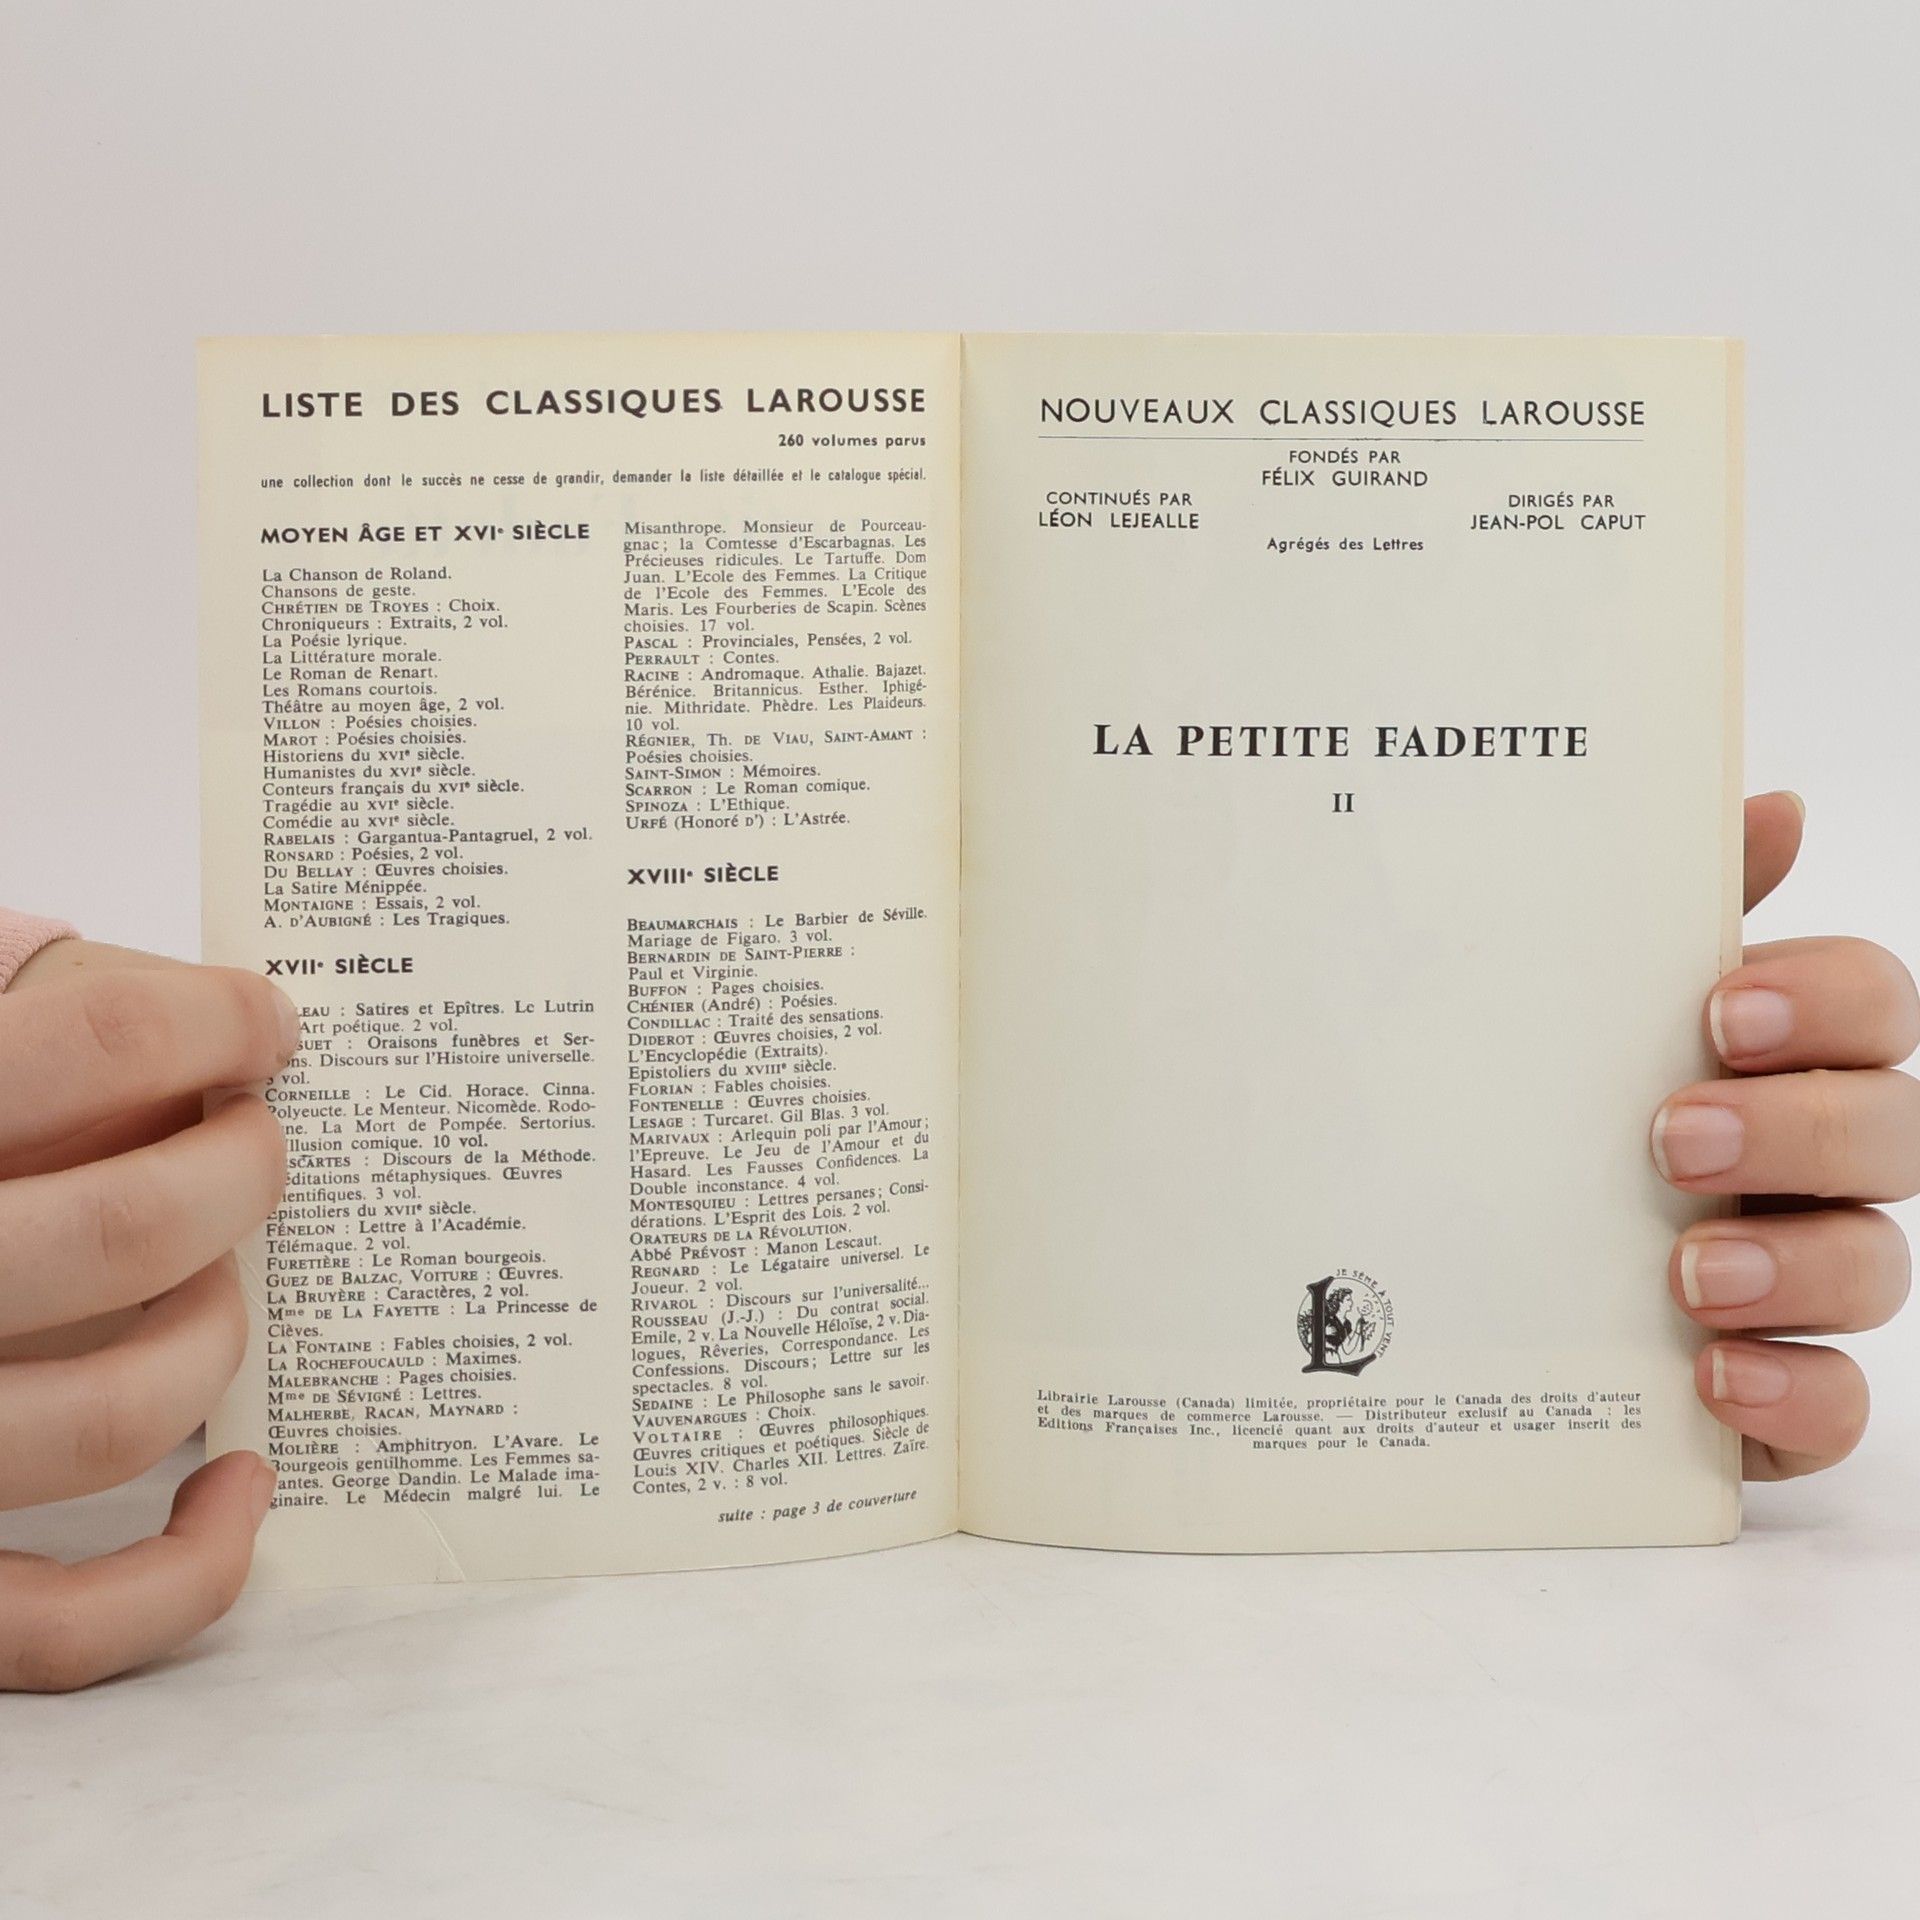 LISTE DES CLASSIQUES LAROUSSE
260 volumes parus
une collection dont le succès ne cesse de grandir, demander la liste détaillée et le catalogue spécial.
MOYEN ÂGE ET XVIe SIÈCLE
La Chanson de Roland.
Chansons de geste.
CHRÉTIEN DE TROYES : Choix.
Chroniqueurs : Extraits, 2 vol.
La Poésie lyrique.
La Littérature morale.
Le Roman de Renart.
Les Romans courtois.
Théâtre au moyen âge, 2 vol.
VILLON : Poésies choisies.
MAROT : Poésies choisies.
Historiens du XVIe siècle.
Humanistes du XVIe siècle.
Conteurs français du XVIe siècle.
Tragédie au XVIe siècle.
Comédie au XVIe siècle.
RABELAIS : Gargantua-Pantagruel, 2 vol.
RONSARD : Poésies, 2 vol.
DU BELLAY : Œuvres choisies.
La Satire Ménippée.
MONTAIGNE : Essais, 2 vol.
A. D'AUBIGNÉ : Les Tragiques.
XVIIe SIÈCLE
LEAU : Satires et Epîtres. Le Lutrin
Art poétique. 2 vol.
SUET : Oraisons funèbres et Ser-
ons. Discours sur l'Histoire universelle.
3 vol.
CORNEILLE : Le Cid. Horace. Cinna.
Polyeucte. Le Menteur. Nicomède. Rodo-
une. La Mort de Pompée. Sertorius.
Illusion comique. 10 vol.
SCARTES : Discours de la Méthode.
éditations métaphysiques. Œuvres
ientifiques. 3 vol.
Epistoliers du XVIIe siècle.
FÉNELON : Lettre à l'Académie.
Télémaque. 2 vol.
FURETIÈRE : Le Roman bourgeois.
GUEZ DE BALZAC, VOITURE : Œuvres.
LA BRUYÈRE : Caractères, 2 vol.
Mme DE LA FAYETTE : La Princesse de
Clèves.
LA FONTAINE : Fables choisies, 2 vol.
LA ROCHEFOUCAULD : Maximes.
MALEBRANCHE : Pages choisies.
Mme DE SÉVIGNÉ : Lettres.
MALHERBE, RACAN, MAYNARD :
Œuvres choisies.
MOLIÈRE : Amphitryon. L'Avare. Le
Bourgeois gentilhomme. Les Femmes sa-
vantes. George Dandin. Le Malade ima-
ginaire. Le Médecin malgré lui. Le
Misanthrope. Monsieur de Pourceau-
gnac ; la Comtesse d'Escarbagnas. Les
Précieuses ridicules. Le Tartuffe. Dom
Juan. L'Ecole des Femmes. La Critique
de l'Ecole des Femmes. L'Ecole des
Maris. Les Fourberies de Scapin. Scènes
choisies. 17 vol.
PASCAL : Provinciales, Pensées, 2 vol.
PERRAULT : Contes.
RACINE : Andromaque. Athalie. Bajazet.
Bérénice. Britannicus. Esther. Iphigé-
nie. Mithridate. Phèdre. Les Plaideurs.
10 vol.
RÉGNIER, Th. DE VIAU, SAINT-AMANT :
Poésies choisies.
SAINT-SIMON : Mémoires.
SCARRON : Le Roman comique.
SPINOZA : L'Ethique.
URFÉ (Honoré D') : L'Astrée.
XVIIIe SIÈCLE
BEAUMARCHAIS : Le Barbier de Séville.
Mariage de Figaro. 3 vol.
BERNARDIN DE SAINT-PIERRE :
Paul et Virginie.
BUFFON : Pages choisies.
CHÉNIER (André) : Poésies.
CONDILLAC : Traité des sensations.
DIDEROT : Œuvres choisies, 2 vol.
L'Encyclopédie (Extraits).
Epistoliers du XVIIIe siècle.
FLORIAN : Fables choisies.
FONTENELLE : Œuvres choisies.
LESAGE : Turcaret. Gil Blas. 3 vol.
MARIVAUX : Arlequin poli par l'Amour ;
l'Epreuve. Le Jeu de l'Amour et du
Hasard. Les Fausses Confidences. La
Double inconstance. 4 vol.
MONTESQUIEU : Lettres persanes ; Consi-
dérations. L'Esprit des Lois. 2 vol.
ORATEURS DE LA RÉVOLUTION.
Abbé PRÉVOST : Manon Lescaut.
REGNARD : Le Légataire universel. Le
Joueur. 2 vol.
RIVAROL : Discours sur l'universalité...
ROUSSEAU (J.-J.) : Du contrat social.
Emile, 2 v. La Nouvelle Héloïse, 2 v. Dia-
logues, Rêveries, Correspondance. Les
Confessions. Discours ; Lettre sur les
spectacles. 8 vol.
SEDAINE : Le Philosophe sans le savoir.
VAUVENARGUES : Choix.
VOLTAIRE : Œuvres philosophiques.
Œuvres critiques et poétiques. Siècle de
Louis XIV. Charles XII. Lettres. Zaïre.
Contes, 2 v. : 8 vol.
suite : page 3 de couverture
NOUVEAUX CLASSIQUES LAROUSSE
FONDÉS PAR
FÉLIX GUIRAND
CONTINUÉS PAR
LÉON LEJEALLE
DIRIGÉS PAR
JEAN-POL CAPUT
Agrégés des Lettres
LA PETITE FADETTE
II
JE SÈME A TOUT VENT
L
Librairie Larousse (Canada) limitée, propriétaire pour le Canada des droits d'auteur
et des marques de commerce Larousse. — Distributeur exclusif au Canada : les
Editions Françaises Inc., licencié quant aux droits d'auteur et usager inscrit des
marques pour le Canada.